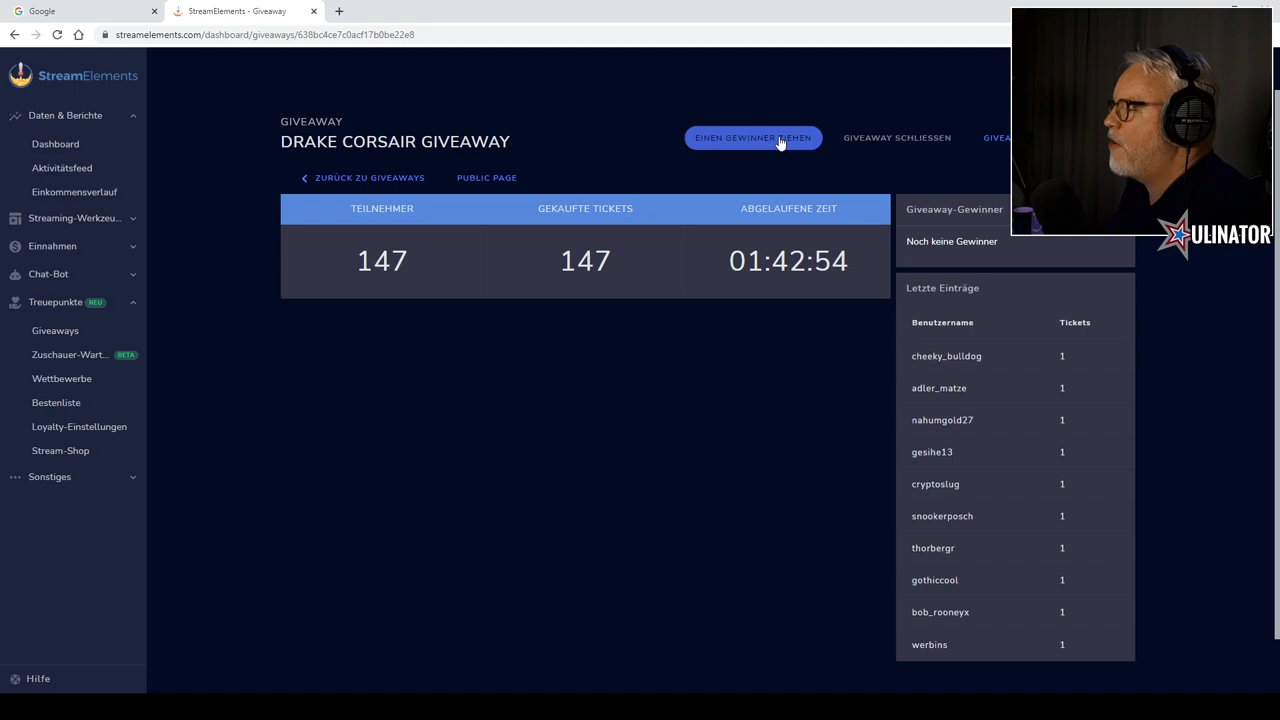 Google
StreamElements - Giveaway
streamelements.com/dashboard/giveaways/638bc4ce7c0acf17b0be22e8
StreamElements
Daten & Berichte
Dashboard
Aktivitätsfeed
Einkommensverlauf
Streaming-Werkzeu...
Einnahmen
Chat-Bot
Treuepunkte NEU
Giveaways
Zuschauer-Wart... BETA
Wettbewerbe
Bestenliste
Loyalty-Einstellungen
Stream-Shop
Sonstiges
Hilfe
GIVEAWAY
DRAKE CORSAIR GIVEAWAY
EINEN GEWINNER ZIEHEN
GIVEAWAY SCHLIESSEN
ZURÜCK ZU GIVEAWAYS
PUBLIC PAGE
TEILNEHMER GEKAUFTE TICKETS ABGELAUFENE ZEIT
147 147 01:42:54
Giveaway-Gewinner
Noch keine Gewinner
Letzte Einträge
Benutzername Tickets
cheeky_bulldog 1
adler_matze 1
nahumgold27 1
gesihe13 1
cryptoslug 1
snookerposch 1
thorbergr 1
gothiccool 1
bob_rooneyx 1
werbins 1
ULINATOR